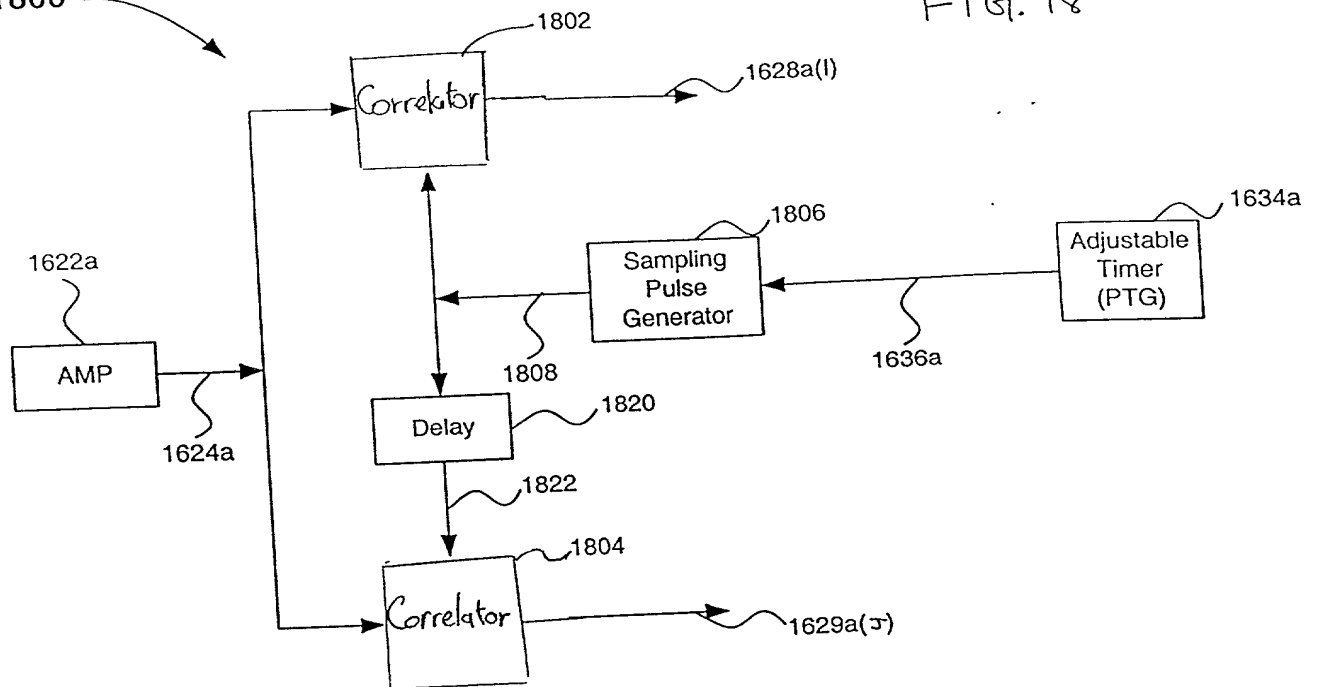 1800
FIG. 18
1802
Correlator
1628a(I)
1806
1634a
Sampling
Pulse
Generator
Adjustable
Timer
(PTG)
1622a
AMP
1808
1636a
1624a
Delay
1820
1822
1804
Correlator
1629a(J)